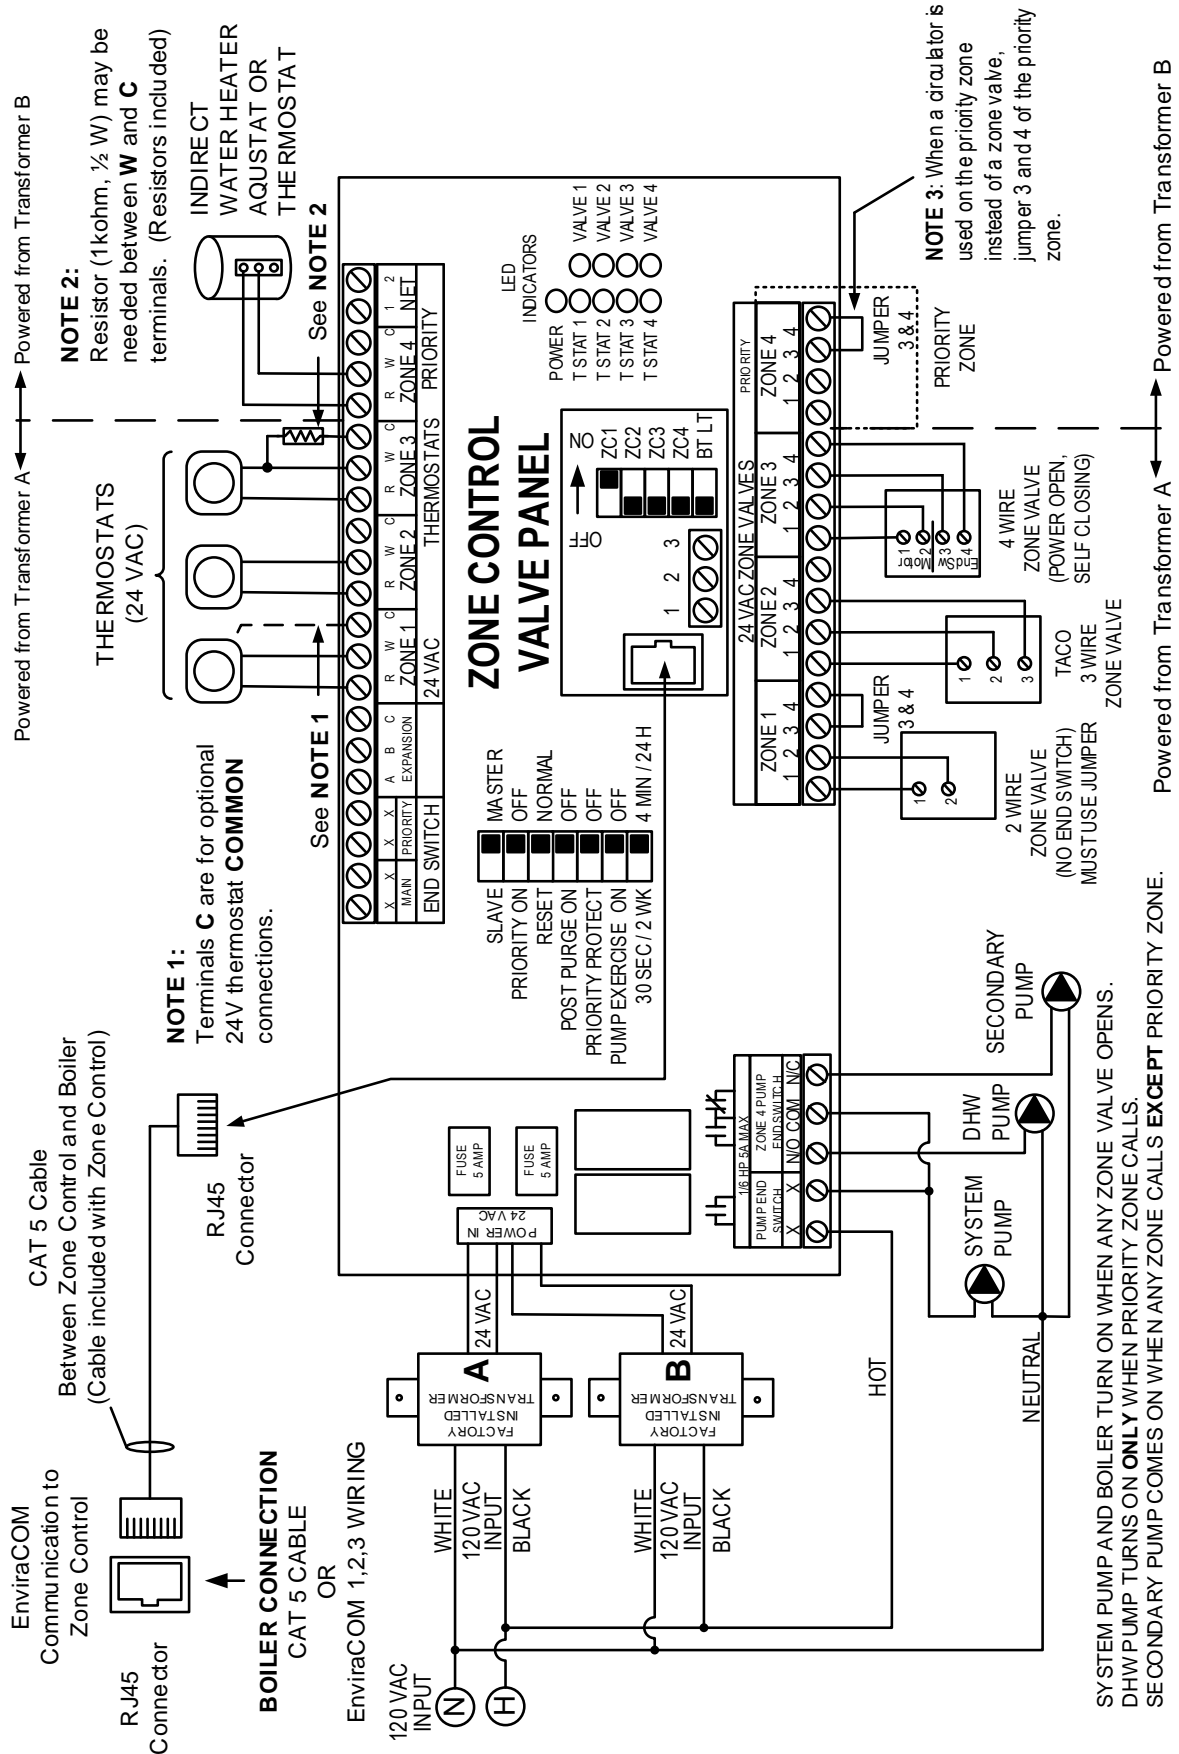 EnviraCOM
Communication to
Zone Control
CAT 5 Cable
Between Zone Control and Boiler
(Cable included with Zone Control)
RJ45
Connector
RJ45
Connector
BOILER CONNECTION
CAT 5 CABLE
OR
EnviraCOM 1,2,3 WIRING
NOTE 1:
Terminals C are for optional
24V thermostat COMMON
connections.
Powered from Transformer A
Powered from Transformer B
THERMOSTATS
(24 VAC)
NOTE 2:
Resistor (1kohm, ½ W) may be
needed between W and C
terminals. (Resistors included)
INDIRECT
WATER HEATER
AQUSTAT OR
THERMOSTAT
See NOTE 1
See NOTE 2
X X X X A B C R W C R W C R W C R W C 1 2
MAIN PRIORITY EXPANSION ZONE 1 ZONE 2 ZONE 3 ZONE 4 NET
END SWITCH 24 VAC THERMOSTATS PRIORITY
ZONE CONTROL
VALVE PANEL
SLAVE MASTER
PRIORITY ON OFF
RESET NORMAL
POST PURGE ON OFF
PRIORITY PROTECT OFF
PUMP EXERCISE ON OFF
30 SEC / 2 WK 4 MIN / 24 H
OFF ON
ZC1
ZC2
ZC3
ZC4
BT LT
1 2 3
LED
INDICATORS
POWER
T STAT 1 VALVE 1
T STAT 2 VALVE 2
T STAT 3 VALVE 3
T STAT 4 VALVE 4
FUSE
5 AMP
FUSE
5 AMP
POWER IN
24 VAC
1/6 HP 5A MAX
PUMP END
SWITCH
ZONE 4 PUMP
END SWITCH
X X N/O COM N/C
24 VAC ZONE VALVES PRIORITY
ZONE 1 ZONE 2 ZONE 3 ZONE 4
1 2 3 4 1 2 3 4 1 2 3 4 1 2 3 4
120 VAC
INPUT
N
H
WHITE
120 VAC
INPUT
BLACK
FACTORY
INSTALLED
TRANSFORMER
A
24 VAC
WHITE
120 VAC
INPUT
BLACK
FACTORY
INSTALLED
TRANSFORMER
B
24 VAC
HOT
NEUTRAL
SYSTEM
PUMP
DHW
PUMP
SECONDARY
PUMP
1
2
2 WIRE
ZONE VALVE
(NO END SWITCH)
MUST USE JUMPER
JUMPER
3 & 4
1
2
3
TACO
3 WIRE
ZONE VALVE
1
2
3
4
Motor
End Sw
4 WIRE
ZONE VALVE
(POWER OPEN,
SELF CLOSING)
JUMPER
3 & 4
PRIORITY
ZONE
NOTE 3: When a circulator is
used on the priority zone
instead of a zone valve,
jumper 3 and 4 of the priority
zone.
Powered from Transformer A
Powered from Transformer B
SYSTEM PUMP AND BOILER TURN ON WHEN ANY ZONE VALVE OPENS.
DHW PUMP TURNS ON ONLY WHEN PRIORITY ZONE CALLS.
SECONDARY PUMP COMES ON WHEN ANY ZONE CALLS EXCEPT PRIORITY ZONE.